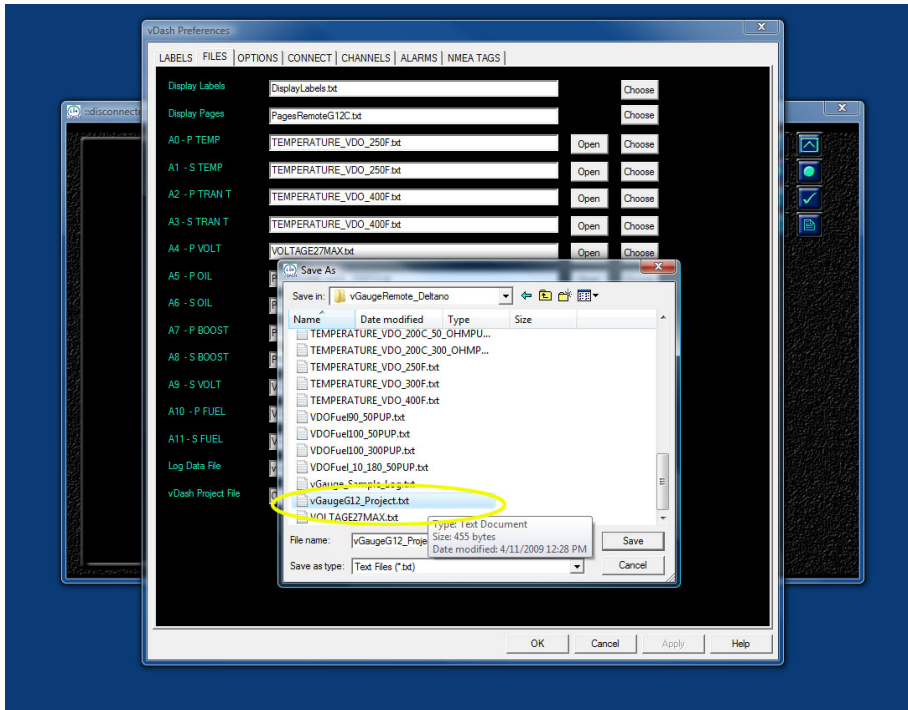 vDash Preferences
LABELS FILES OPTIONS CONNECT CHANNELS ALARMS NMEA TAGS
Display Labels DisplayLabels.txt Choose
::disconnecte
Display Pages PagesRemoteG12C.txt Choose
A0 - P TEMP TEMPERATURE_VDO_250F.txt Open Choose
A1 - S TEMP TEMPERATURE_VDO_250F.txt Open Choose
A2 - P TRAN T TEMPERATURE_VDO_400F.txt Open Choose
A3 - S TRAN T TEMPERATURE_VDO_400F.txt Open Choose
A4 - P VOLT VOLTAGE27MAX.txt Open Choose
A5 - P OIL
A6 - S OIL
A7 - P BOOST
A8 - S BOOST
A9 - S VOLT
A10 - P FUEL
A11 - S FUEL
Log Data File
vDash Project File
Save As
Save in: vGaugeRemote_Deltano
Name Date modified Type Size
TEMPERATURE_VDO_200C_50_OHMPU...
TEMPERATURE_VDO_200C_300_OHMP...
TEMPERATURE_VDO_250F.txt
TEMPERATURE_VDO_300F.txt
TEMPERATURE_VDO_400F.txt
VDOFuel90_50PUP.txt
VDOFuel100_50PUP.txt
VDOFuel100_300PUP.txt
VDOFuel_10_180_50PUP.txt
vGauge_Sample_Log.txt
vGaugeG12_Project.txt
VOLTAGE27MAX.txt
Type: Text Document
Size: 455 bytes
Date modified: 4/11/2009 12:28 PM
File name: vGaugeG12_Proje Save
Save as type: Text Files (*.txt) Cancel
OK Cancel Apply Help